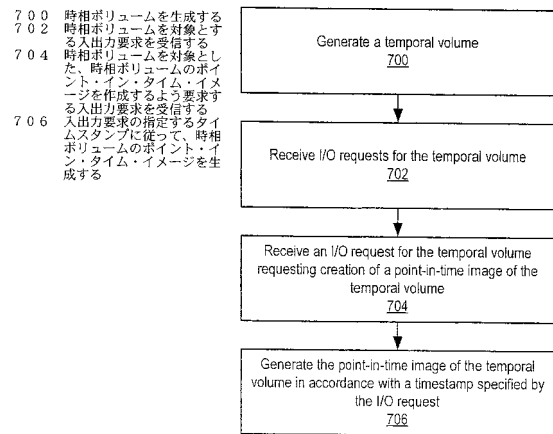 700 時相ボリュームを生成する
702 時相ボリュームを対象とす
る入出力要求を受信する
704 時相ボリュームを対象とし
た、時相ボリュームのポイ
ント・イン・タイム・イメ
ージを作成するよう要求す
る入出力要求を受信する
706 入出力要求の指定するタイ
ムスタンプに従って、時相
ボリュームのポイント・イ
ン・タイム・イメージを生
成する
Generate a temporal volume
700
Receive I/O requests for the temporal volume
702
Receive an I/O request for the temporal volume
requesting creation of a point-in-time image of the
temporal volume
704
Generate the point-in-time image of the temporal
volume in accordance with a timestamp specified by
the I/O request
706